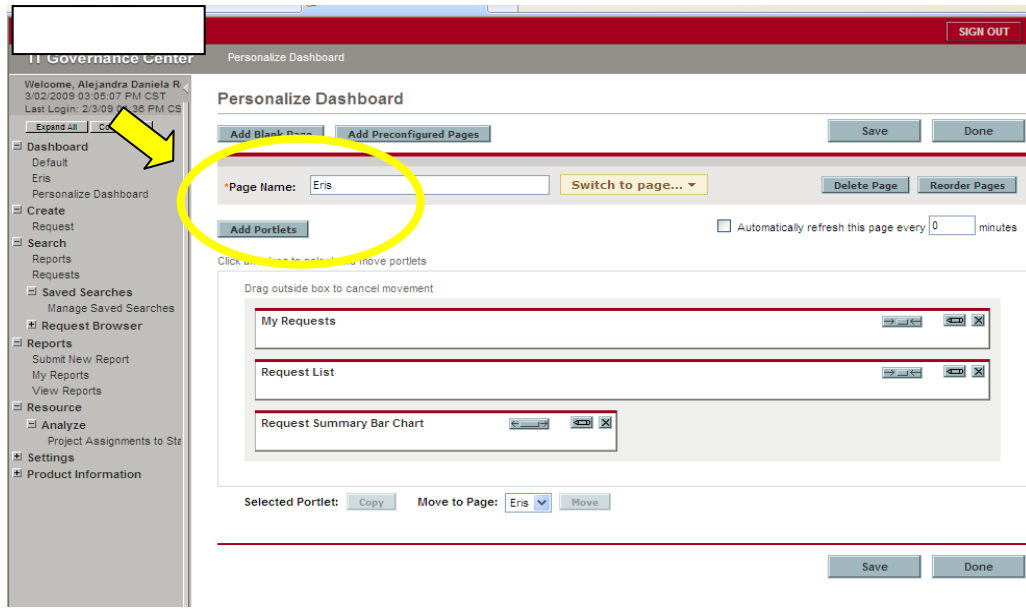 SIGN OUT
IT Governance Center
Personalize Dashboard
Welcome, Alejandra Daniela R
3/02/2009 03:05:07 PM CST
Last Login: 2/3/09 36 PM CS
Expand All
Dashboard
Default
Eris
Personalize Dashboard
Create
Request
Search
Reports
Requests
Saved Searches
Manage Saved Searches
Request Browser
Reports
Submit New Report
My Reports
View Reports
Resource
Analyze
Project Assignments to Sta
Settings
Product Information
Personalize Dashboard
Add Blank Page Add Preconfigured Pages Save Done
*Page Name: Eris Switch to page... Delete Page Reorder Pages
Add Portlets Automatically refresh this page every 0 minutes
Click move portlets
Drag outside box to cancel movement
My Requests
Request List
Request Summary Bar Chart
Selected Portlet: Copy Move to Page: Eris Move
Save Done